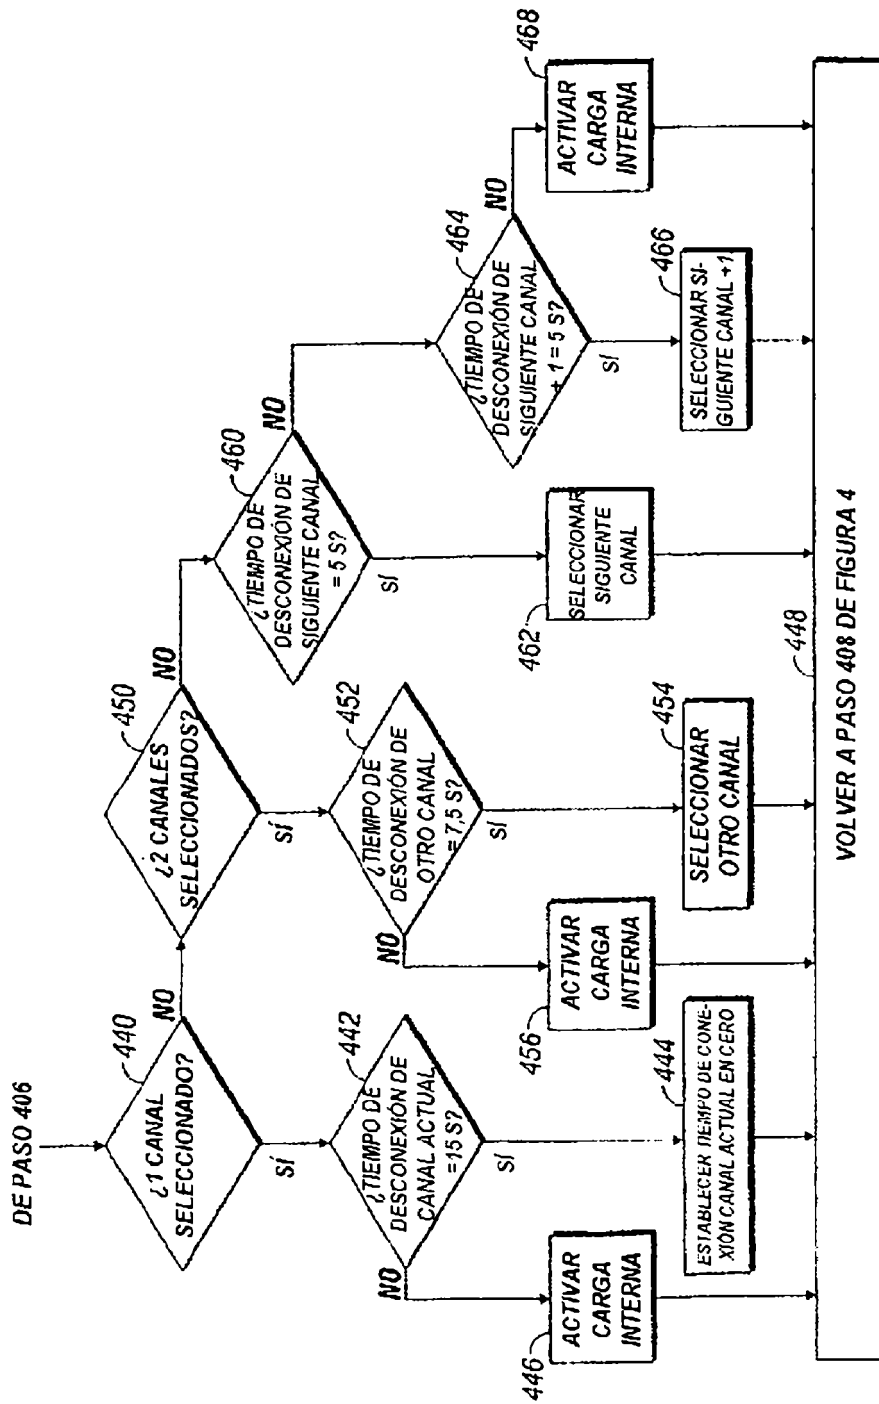 DE PASO 406
440
¿1 CANAL
SELECCIONADO?
NO
SÍ
442
¿TIEMPO DE
DESCONEXIÓN DE
CANAL ACTUAL
=15 S?
NO
SÍ
446
ACTIVAR
CARGA
INTERNA
444
ESTABLECER TIEMPO DE CONE-
XIÓN CANAL ACTUAL EN CERO
450
¿2 CANALES
SELECCIONADOS?
NO
SÍ
452
¿TIEMPO DE
DESCONEXIÓN DE
OTRO CANAL
= 7,5 S?
NO
SÍ
456
ACTIVAR
CARGA
INTERNA
454
SELECCIONAR
OTRO CANAL
460
¿TIEMPO DE
DESCONEXIÓN DE
SIGUIENTE CANAL
= 5 S?
NO
SÍ
462
SELECCIONAR
SIGUIENTE
CANAL
464
¿TIEMPO DE
DESCONEXIÓN DE
SIGUIENTE CANAL
+ 1 = 5 S?
NO
SÍ
466
SELECCIONAR SI-
GUIENTE CANAL +1
468
ACTIVAR
CARGA
INTERNA
448
VOLVER A PASO 408 DE FIGURA 4